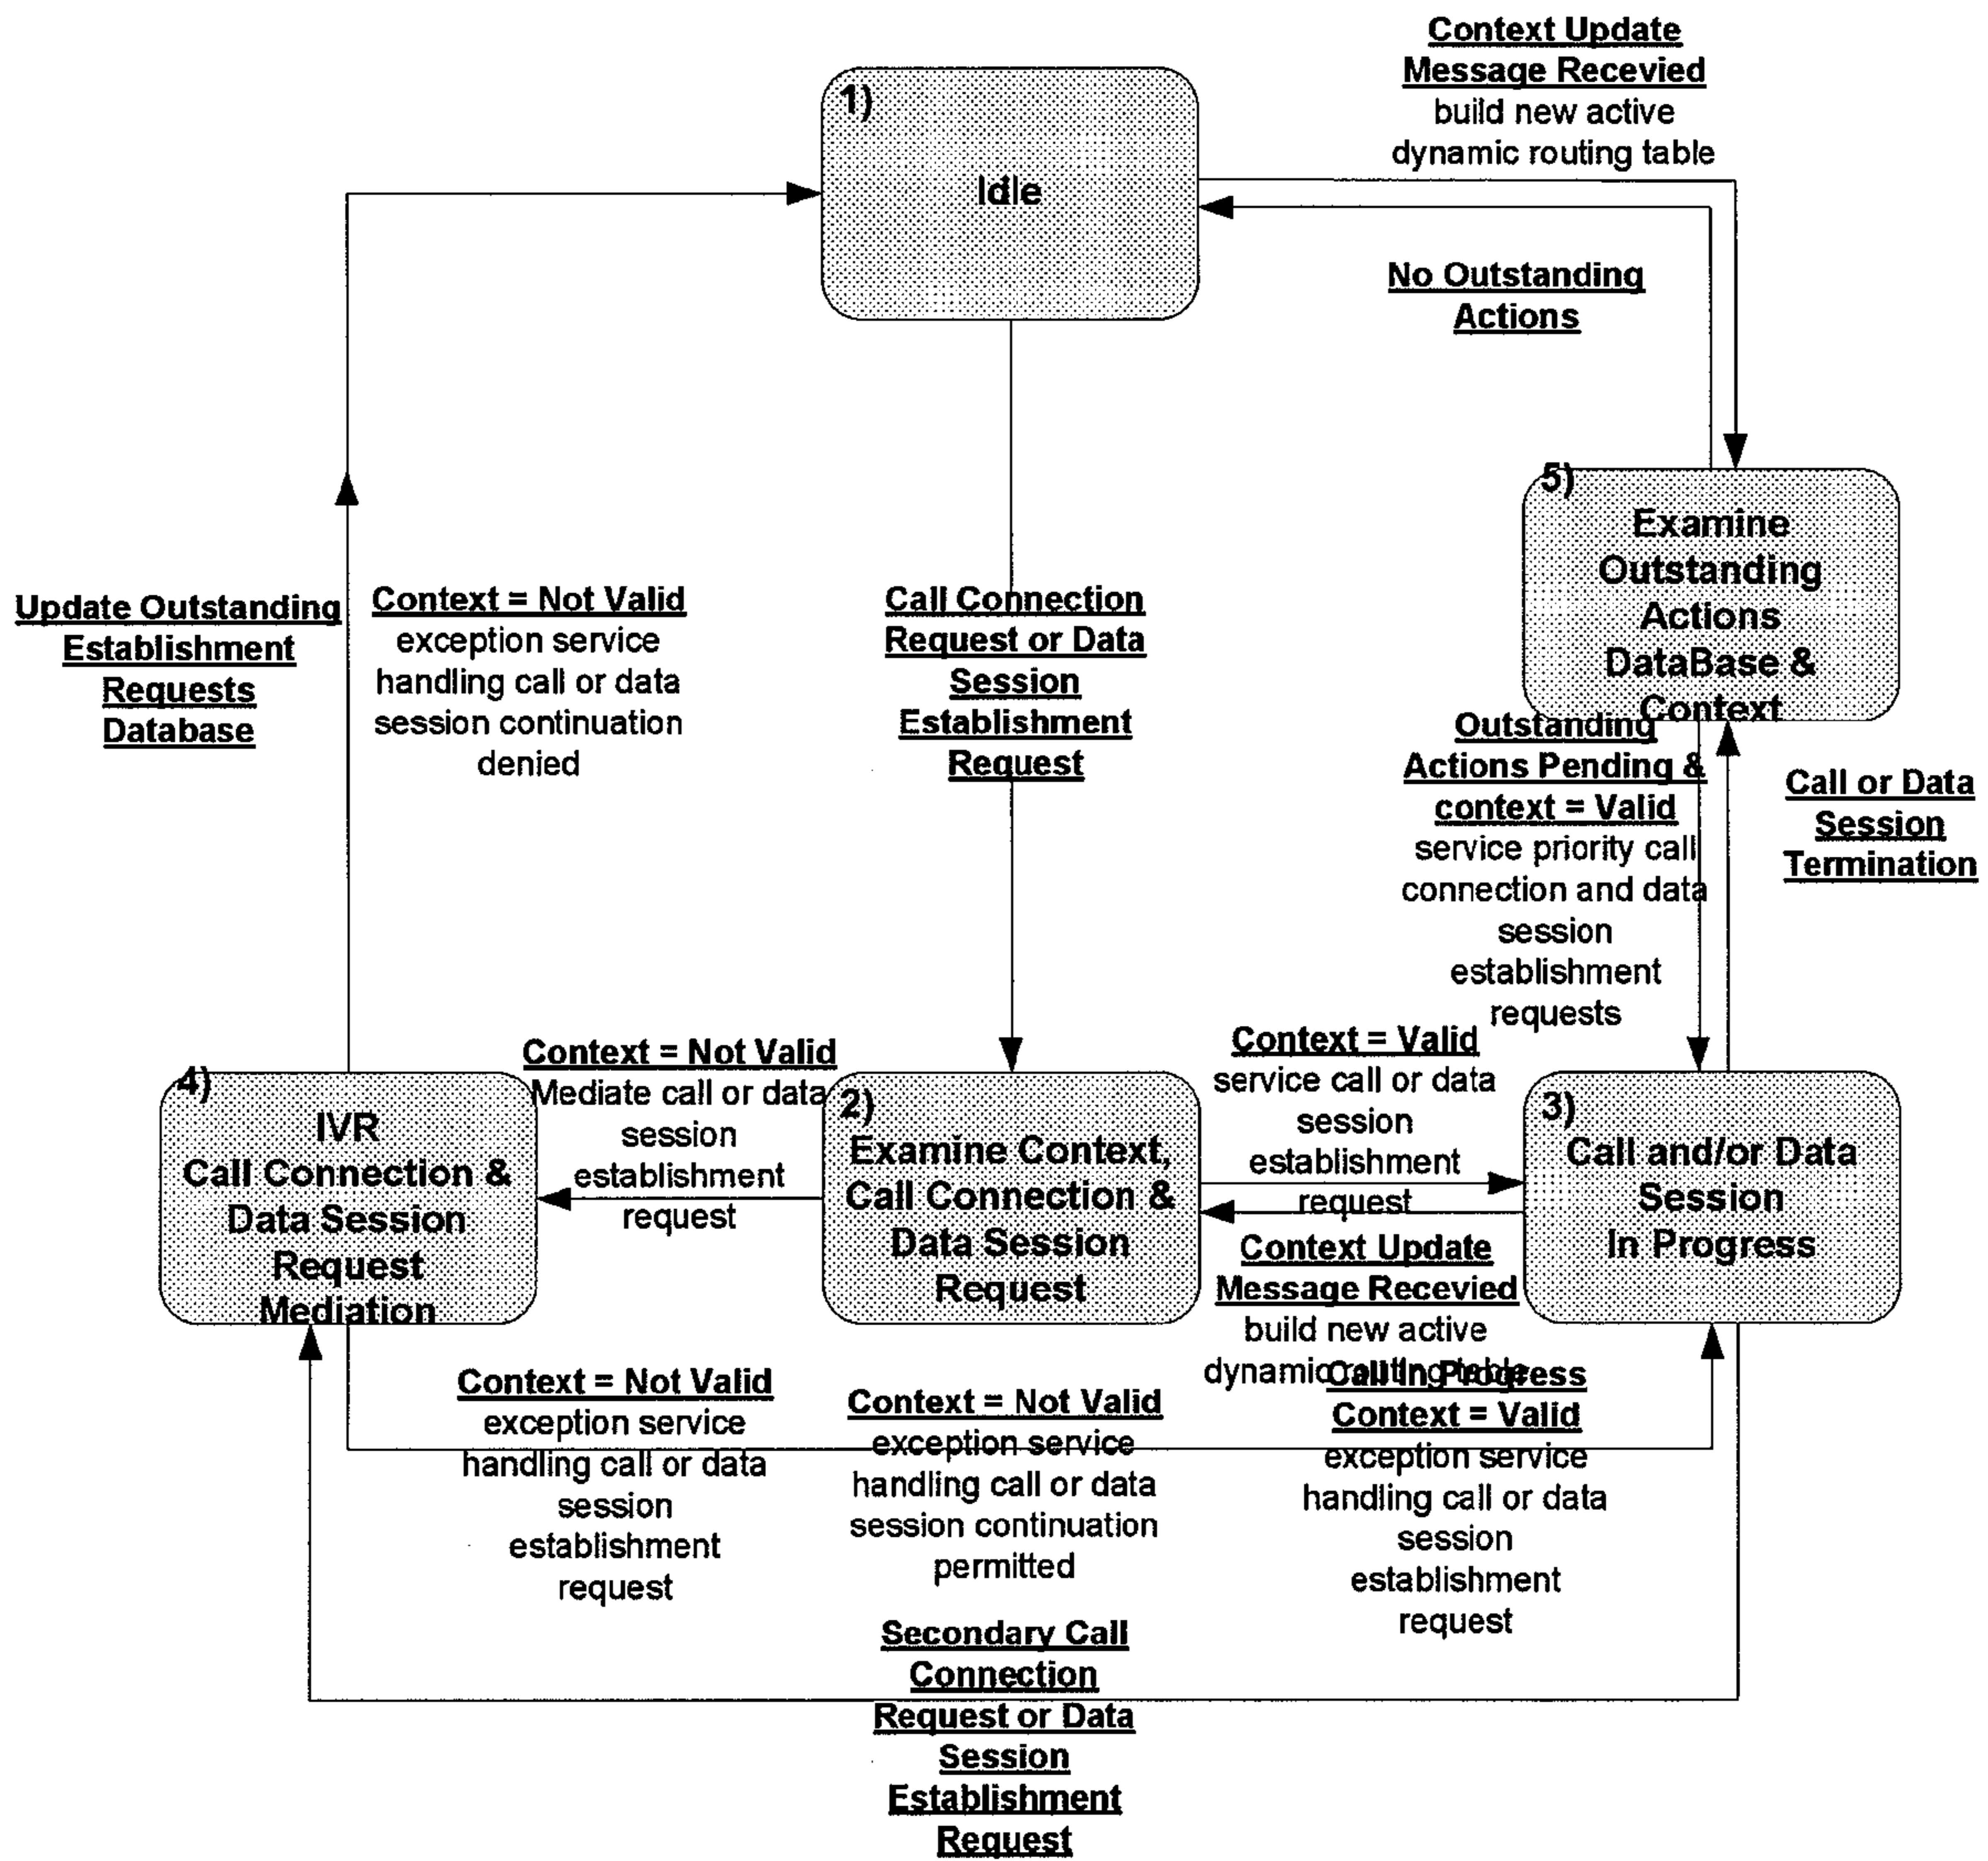 Context Update
Message Recevied
build new active
dynamic routing table
1)
Idle
No Outstanding
Actions
5)
Examine
Outstanding
Actions
DataBase &
Context
Update Outstanding
Establishment
Requests
Database
Context = Not Valid
exception service
handling call or data
session continuation
denied
Call Connection
Request or Data
Session
Establishment
Request
Outstanding
Actions Pending &
context = Valid
service priority call
connection and data
session
establishment
requests
Call or Data
Session
Termination
4)
IVR
Call Connection &
Data Session
Request
Mediation
Context = Not Valid
Mediate call or data
session
establishment
request
2)
Examine Context,
Call Connection &
Data Session
Request
Context = Valid
service call or data
session
establishment
request
3)
Call and/or Data
Session
In Progress
Context Update
Message Recevied
build new active
dynamic routing table
Context = Not Valid
exception service
handling call or data
session
establishment
request
Context = Not Valid
exception service
handling call or data
session continuation
permitted
Call In Progress
Context = Valid
exception service
handling call or data
session
establishment
request
Secondary Call
Connection
Request or Data
Session
Establishment
Request